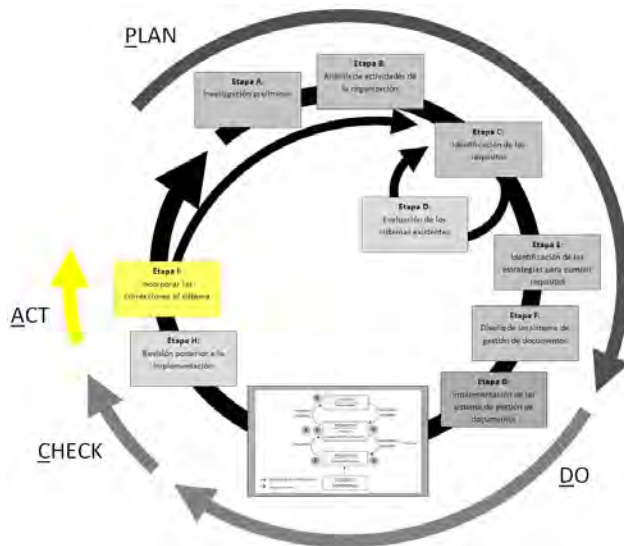 PLAN
Etapa A:
Investigación preliminar
Etapa B:
Análisis de actividades de
la organización
Etapa C:
Identificación de los
requisitos
Etapa D:
Evaluación de los
sistemas existentes
Etapa E:
Identificación de las
estrategias para cumplir
requisitos
Etapa F:
Diseño de un sistema de
gestión de documentos
Etapa G:
Implementación de un
sistema de gestión de
documentos
DO
CHECK
Etapa H:
Revisión posterior a la
implementación
ACT
Etapa I:
Incorporar las
correcciones al sistema